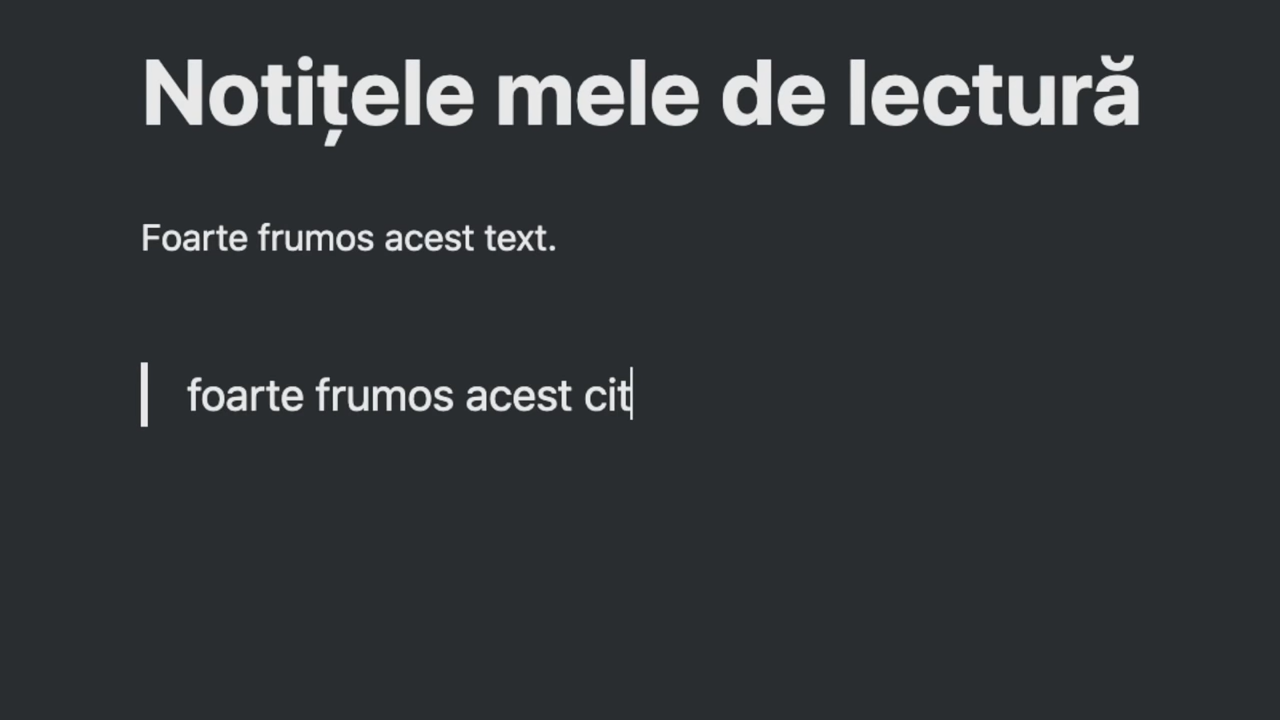 Notițele mele de lectură
Foarte frumos acest text.
foarte frumos acest cit